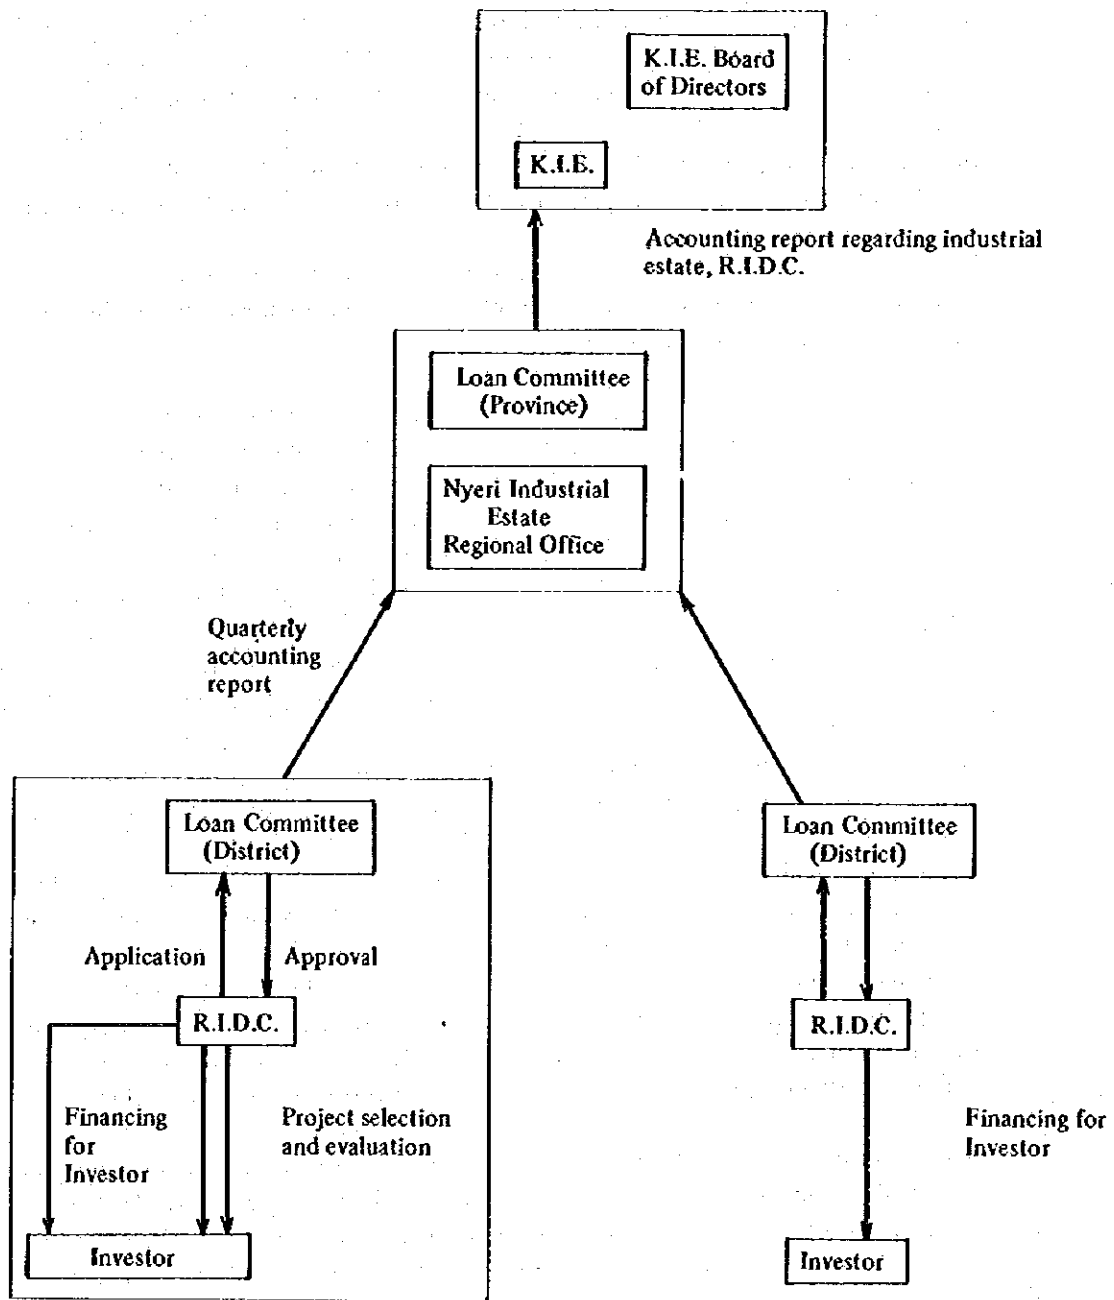 K.I.E. Board
of Directors
K.I.E.
Accounting report regarding industrial
estate, R.I.D.C.
Loan Committee
(Province)
Nyeri Industrial
Estate
Regional Office
Quarterly
accounting
report
Loan Committee
(District)
Application
Approval
R.I.D.C.
Financing
for
Investor
Project selection
and evaluation
Investor
Loan Committee
(District)
R.I.D.C.
Financing for
Investor
Investor